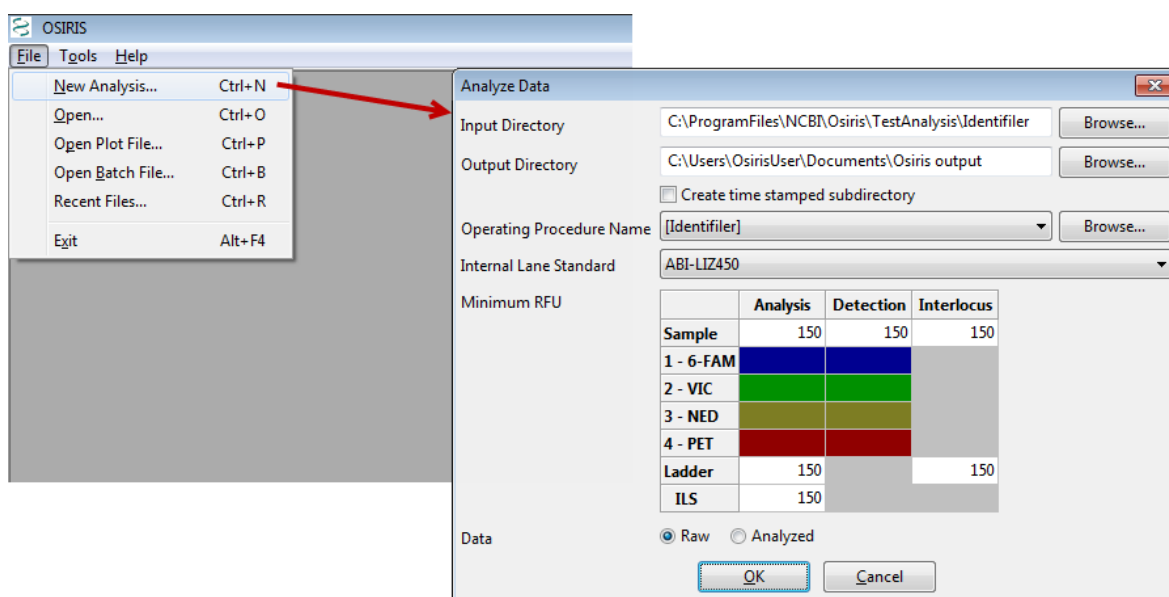 OSIRIS
File Tools Help
New Analysis... Ctrl+N
Open... Ctrl+O
Open Plot File... Ctrl+P
Open Batch File... Ctrl+B
Recent Files... Ctrl+R
Exit Alt+F4
Analyze Data
Input Directory C:\ProgramFiles\NCBI\Osiris\TestAnalysis\Identifiler Browse...
Output Directory C:\Users\OsirisUser\Documents\Osiris output Browse...
Create time stamped subdirectory
Operating Procedure Name [Identifiler] Browse...
Internal Lane Standard ABI-LIZ450
Minimum RFU
Analysis Detection Interlocus
Sample 150 150 150
1 - 6-FAM
2 - VIC
3 - NED
4 - PET
Ladder 150 150
ILS 150
Data Raw Analyzed
OK Cancel